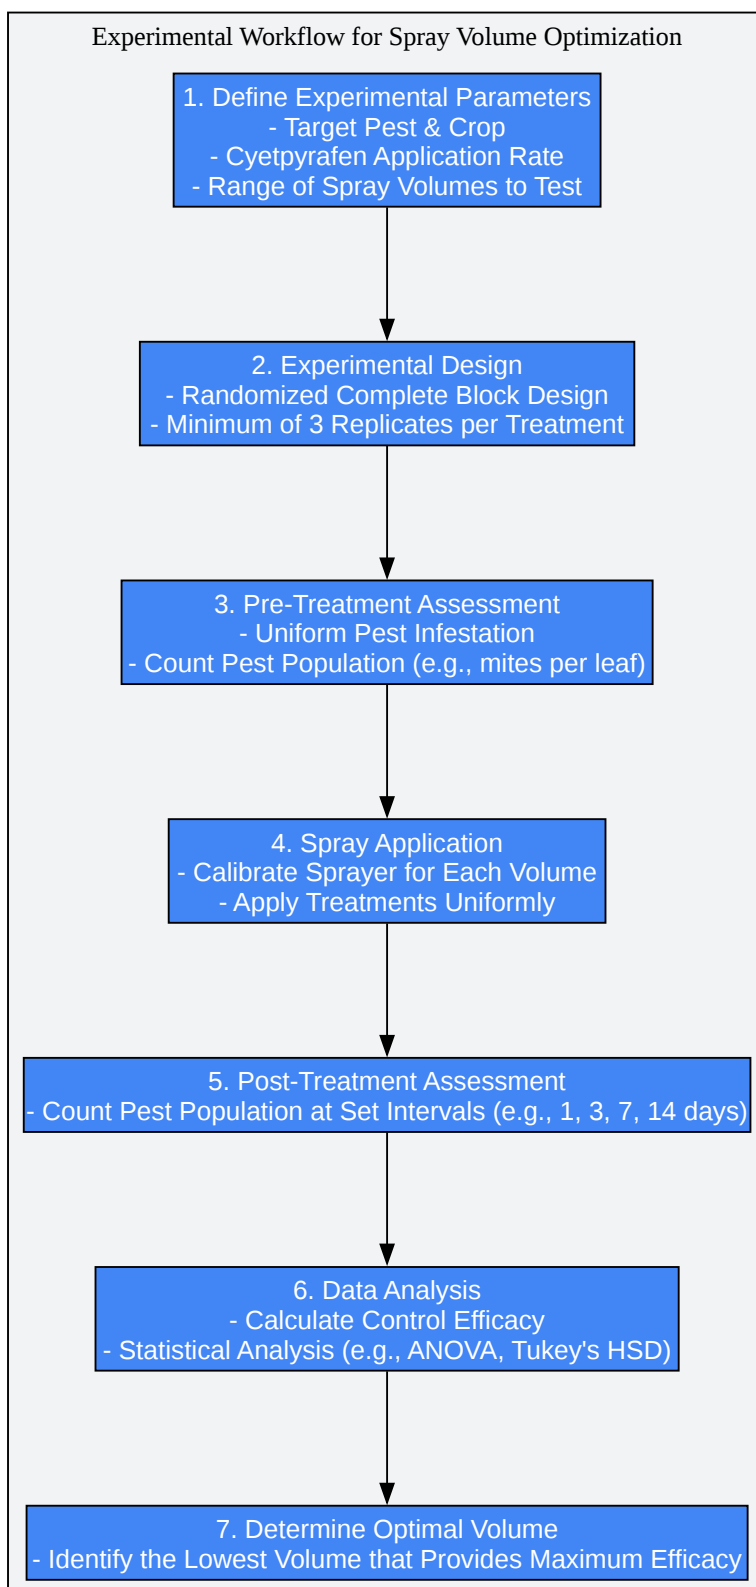 Experimental Workflow for Spray Volume Optimization
1. Define Experimental Parameters
- Target Pest & Crop
- Cyetpyrafen Application Rate
- Range of Spray Volumes to Test
2. Experimental Design
- Randomized Complete Block Design
- Minimum of 3 Replicates per Treatment
3. Pre-Treatment Assessment
- Uniform Pest Infestation
- Count Pest Population (e.g., mites per leaf)
4. Spray Application
- Calibrate Sprayer for Each Volume
- Apply Treatments Uniformly
5. Post-Treatment Assessment
- Count Pest Population at Set Intervals (e.g., 1, 3, 7, 14 days)
6. Data Analysis
- Calculate Control Efficacy
- Statistical Analysis (e.g., ANOVA, Tukey's HSD)
7. Determine Optimal Volume
- Identify the Lowest Volume that Provides Maximum Efficacy